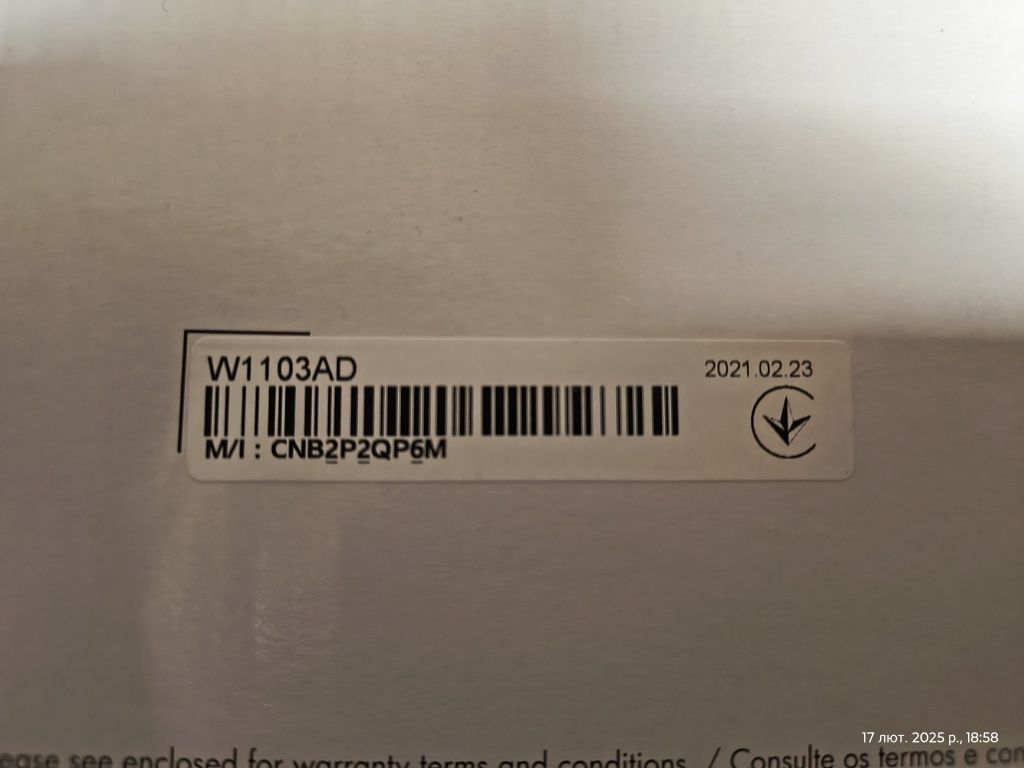 W1103AD
2021.02.23
M/I : CNB2P2QP6M
ease see enclosed for warranty terms and conditions. / Consulte os termos e con
17 лют. 2025 р., 18:58